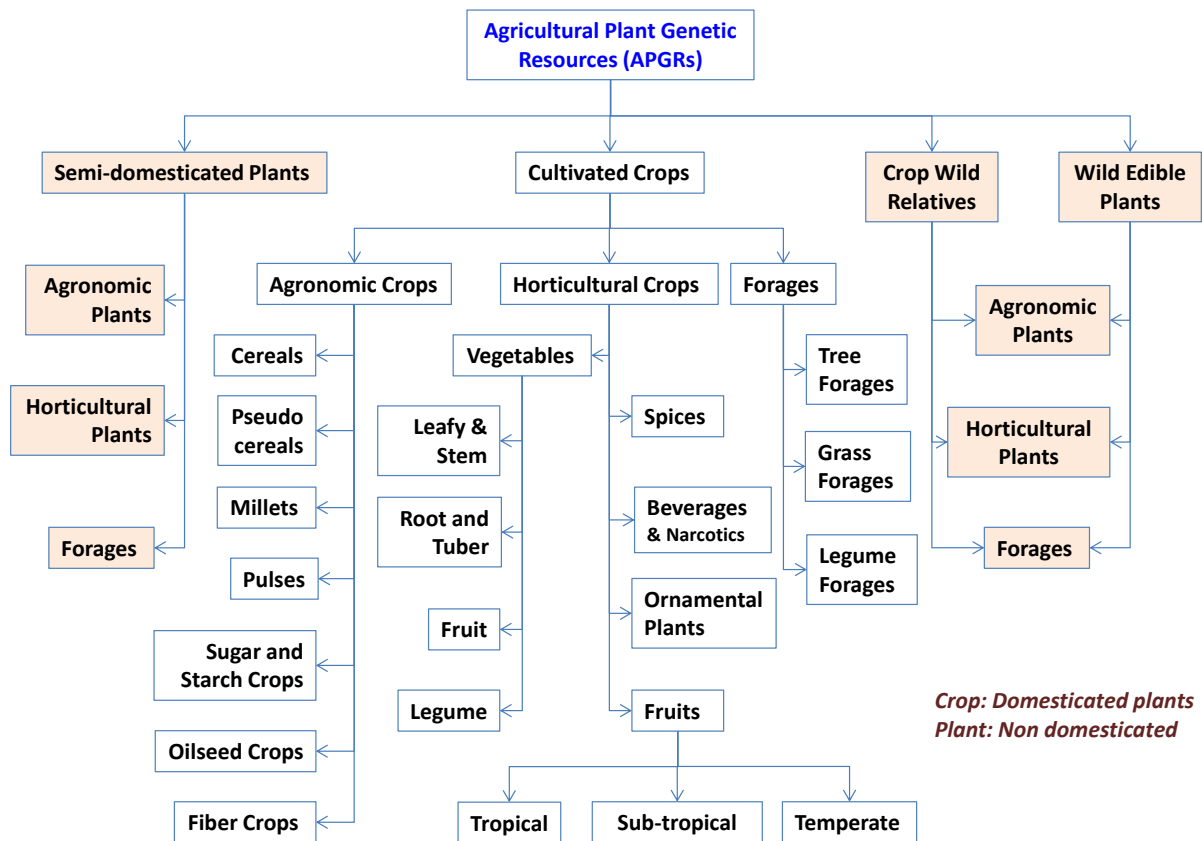 Agricultural Plant Genetic
Resources (APGRs)
Semi-domesticated Plants
Cultivated Crops
Crop Wild
Relatives
Wild Edible
Plants
Agronomic
Plants
Horticultural
Plants
Forages
Agronomic Crops
Horticultural Crops
Forages
Cereals
Pseudo
cereals
Millets
Pulses
Sugar and
Starch Crops
Oilseed Crops
Fiber Crops
Vegetables
Leafy &
Stem
Root and
Tuber
Fruit
Legume
Spices
Beverages
& Narcotics
Ornamental
Plants
Fruits
Tropical
Sub-tropical
Temperate
Tree
Forages
Grass
Forages
Legume
Forages
Agronomic
Plants
Horticultural
Plants
Forages
Crop: Domesticated plants
Plant: Non domesticated